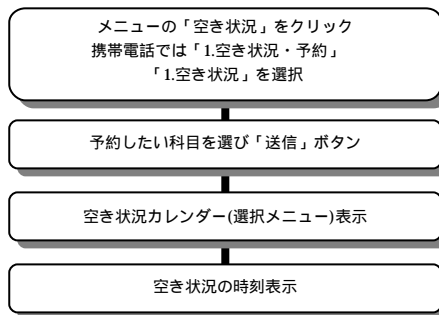 メニューの「空き状況」をクリック
携帯電話では「1.空き状況・予約」
「1.空き状況」を選択
予約したい科目を選び「送信」ボタン
空き状況カレンダー(選択メニュー)表示
空き状況の時刻表示